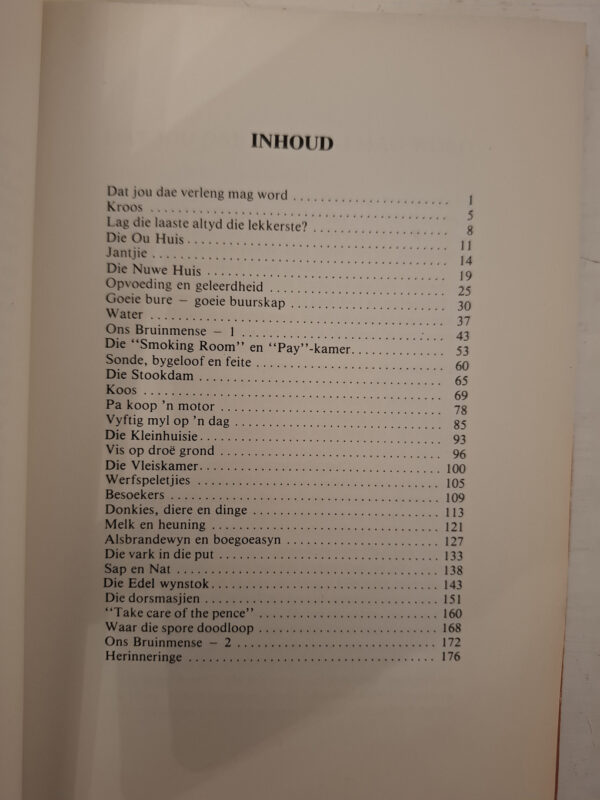 INHOUD
Dat jou dae verleng mag word ........................ 1
Kroos ........................ 5
Lag die laaste altyd die lekkerste? ........................ 8
Die Ou Huis ........................ 11
Jantjie ........................ 14
Die Nuwe Huis ........................ 19
Opvoeding en geleerdheid ........................ 25
Goeie bure – goeie buurskap ........................ 30
Water ........................ 37
Ons Bruinmense – 1 ........................ 43
Die “Smoking Room” en “Pay”-kamer ........................ 53
Sonde, bygeloof en feite ........................ 60
Die Stookdam ........................ 65
Koos ........................ 69
Pa koop ’n motor ........................ 78
Vyftig myl op ’n dag ........................ 85
Die Kleinhuisie ........................ 93
Vis op droë grond ........................ 96
Die Vleiskamer ........................ 100
Werfspeletjies ........................ 105
Besoekers ........................ 109
Donkies, diere en dinge ........................ 113
Melk en heuning ........................ 121
Alsbrandewyn en boegoeasyn ........................ 127
Die vark in die put ........................ 133
Sap en Nat ........................ 138
Die Edel wynstok ........................ 143
Die dorsmasjien ........................ 151
“Take care of the pence” ........................ 160
Waar die spore doodloop ........................ 168
Ons Bruinmense – 2 ........................ 172
Herinneringe ........................ 176